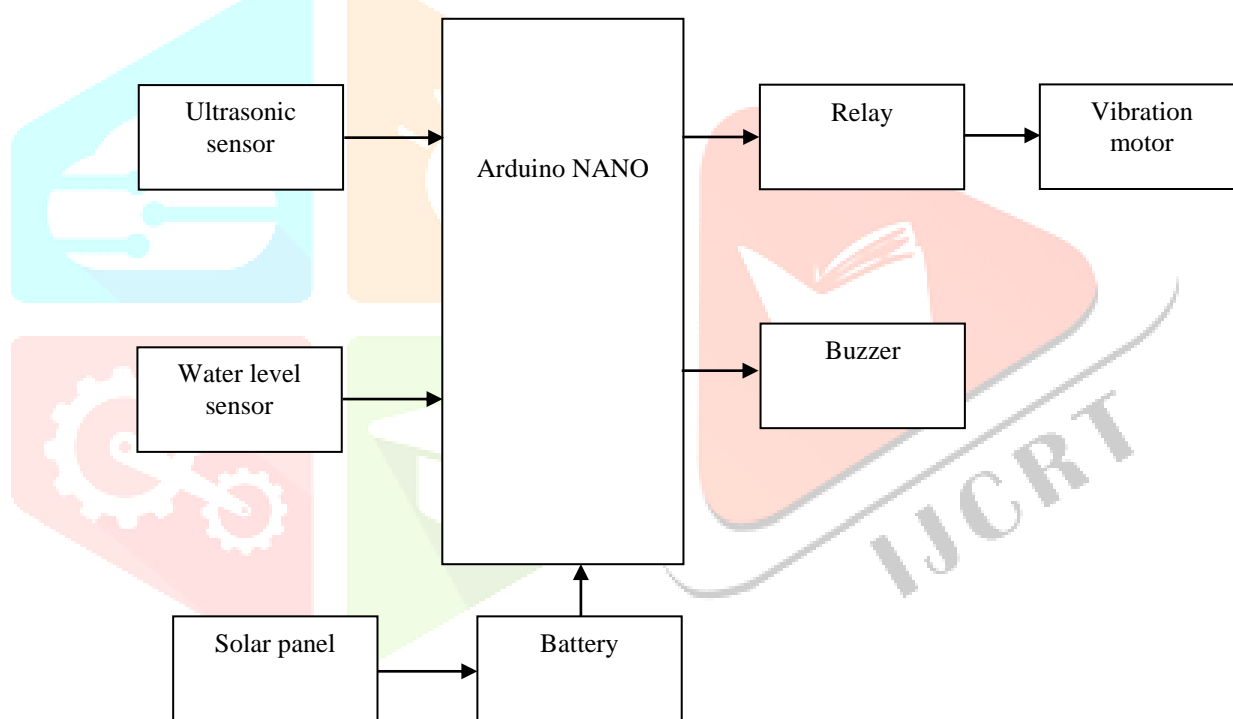 Ultrasonic
sensor
Arduino NANO
Relay
Vibration
motor
Water level
sensor
Buzzer
Solar panel
Battery
IJCRT